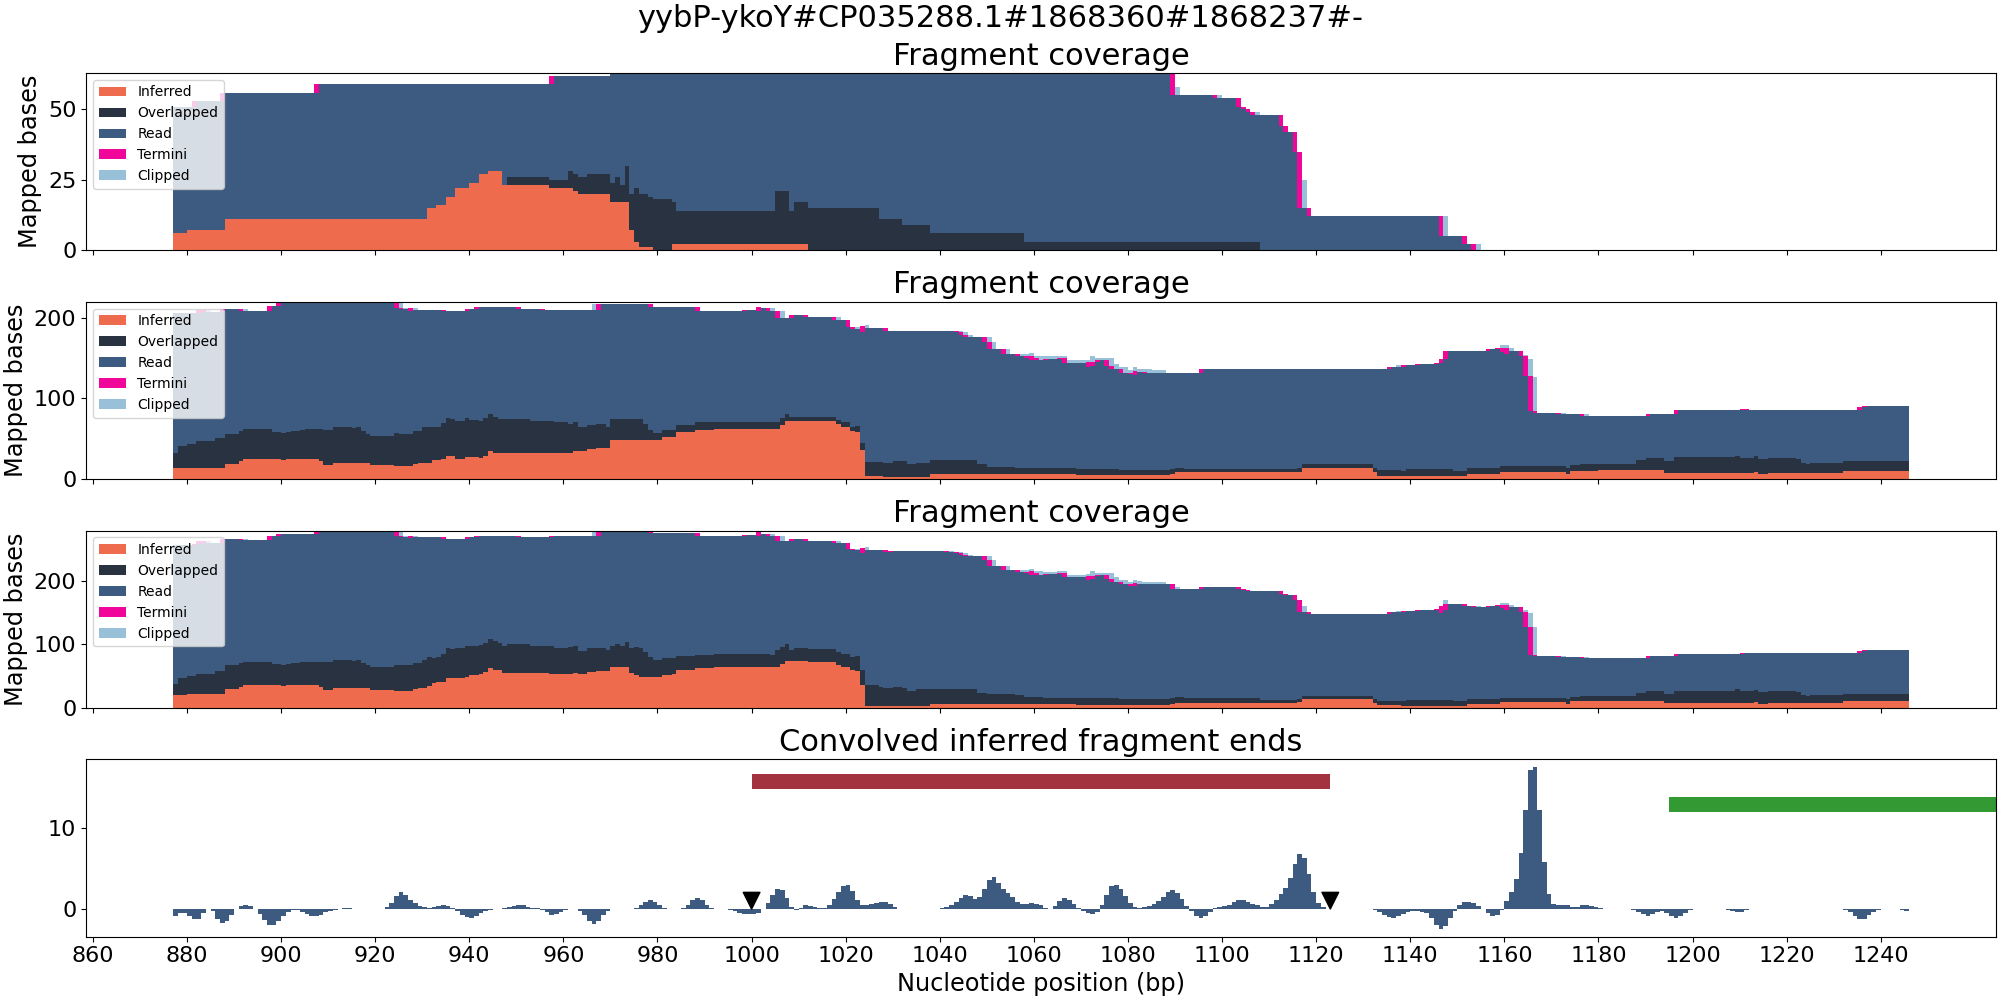 yybP-ykoY#CP035288.1#1868360#1868237#-
Fragment coverage
Mapped bases
50
25
0
Inferred
Overlapped
Read
Termini
Clipped
Fragment coverage
Mapped bases
200
100
0
Inferred
Overlapped
Read
Termini
Clipped
Fragment coverage
Mapped bases
200
100
0
Inferred
Overlapped
Read
Termini
Clipped
Convolved inferred fragment ends
10
0
860 880 900 920 940 960 980 1000 1020 1040 1060 1080 1100 1120 1140 1160 1180 1200 1220 1240
Nucleotide position (bp)